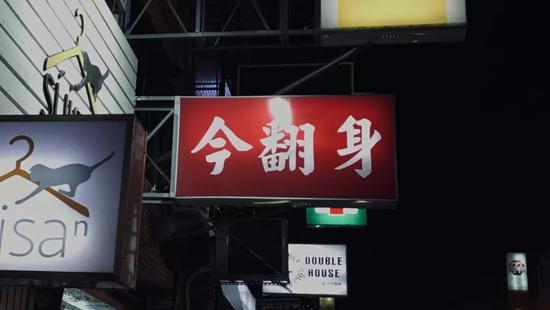 今翻身
isan
DOUBLE
HOUSE